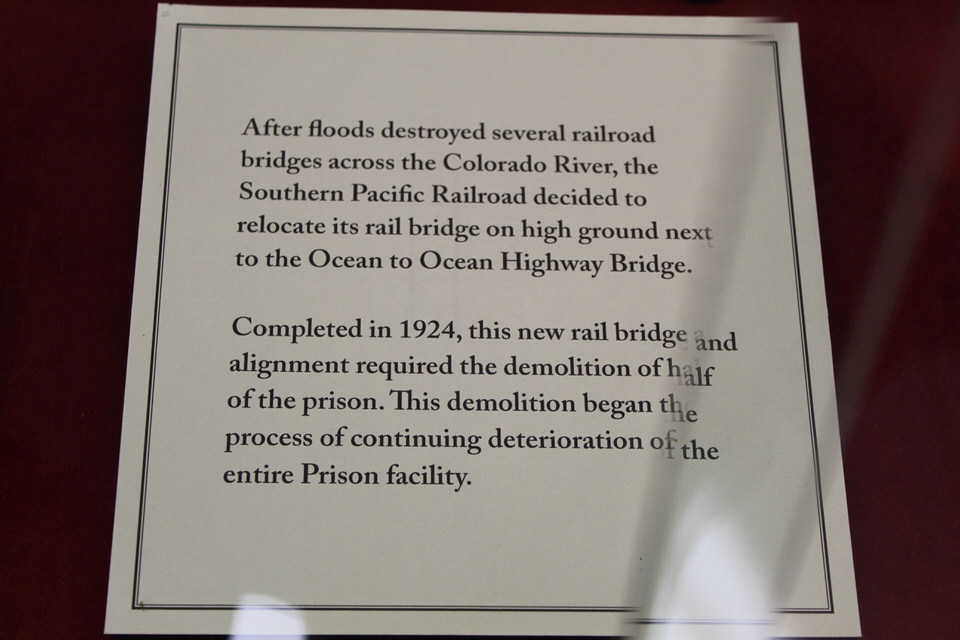 After floods destroyed several railroad
bridges across the Colorado River, the
Southern Pacific Railroad decided to
relocate its rail bridge on high ground next
to the Ocean to Ocean Highway Bridge.
Completed in 1924, this new rail bridge and
alignment required the demolition of half
of the prison. This demolition began the
process of continuing deterioration of the
entire Prison facility.